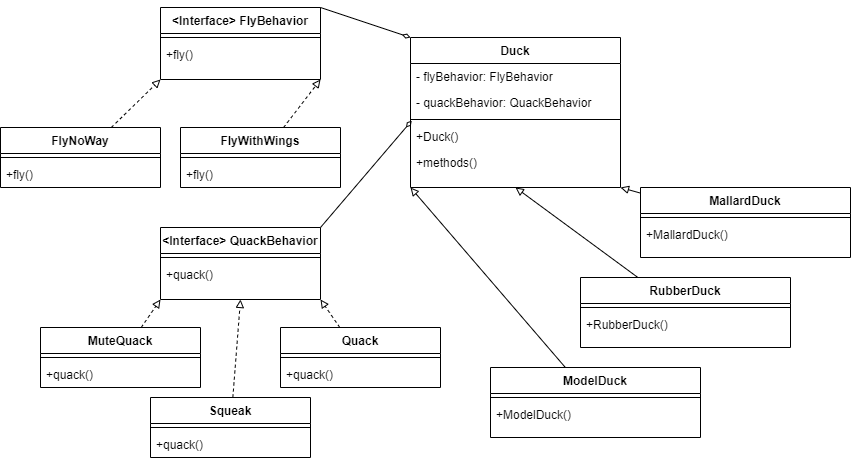 <Interface> FlyBehavior
+fly()
Duck
- flyBehavior: FlyBehavior
- quackBehavior: QuackBehavior
+Duck()
+methods()
FlyNoWay
+fly()
FlyWithWings
+fly()
MallardDuck
+MallardDuck()
<Interface> QuackBehavior
+quack()
RubberDuck
+RubberDuck()
MuteQuack
+quack()
Quack
+quack()
ModelDuck
+ModelDuck()
Squeak
+quack()